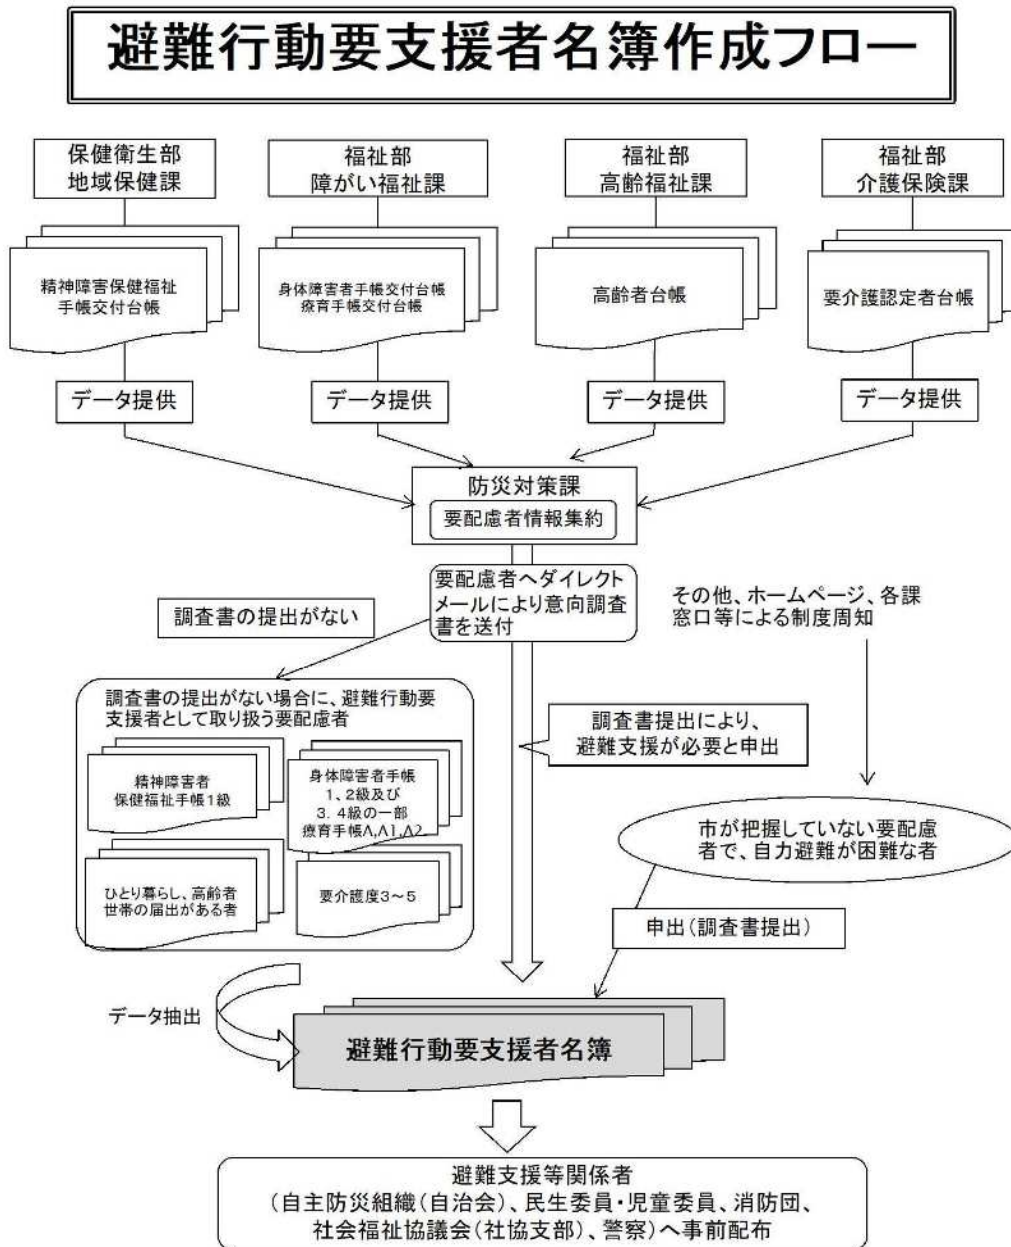 避難行動要支援者名簿作成フロー
保健衛生部
地域保健課
福祉部
障がい福祉課
福祉部
高齢福祉課
福祉部
介護保険課
精神障害保健福祉
手帳交付台帳
身体障害者手帳交付台帳
療育手帳交付台帳
高齢者台帳
要介護認定者台帳
データ提供
データ提供
データ提供
データ提供
防災対策課
要配慮者情報集約
要配慮者へダイレクト
メールにより意向調査
書を送付
調査書の提出がない
その他、ホームページ、各課
窓口等による制度周知
調査書の提出がない場合に、避難行動要
支援者として取り扱う要配慮者
精神障害者
保健福祉手帳1級
身体障害者手帳
1、2級及び
3．4級の一部
療育手帳A,A1,A2
ひとり暮らし、高齢者
世帯の届出がある者
要介護度3～5
調査書提出により、
避難支援が必要と申出
市が把握していない要配慮
者で、自力避難が困難な者
申出（調査書提出）
データ抽出
避難行動要支援者名簿
避難支援等関係者
（自主防災組織（自治会）、民生委員・児童委員、消防団、
社会福祉協議会（社協支部）、警察）へ事前配布